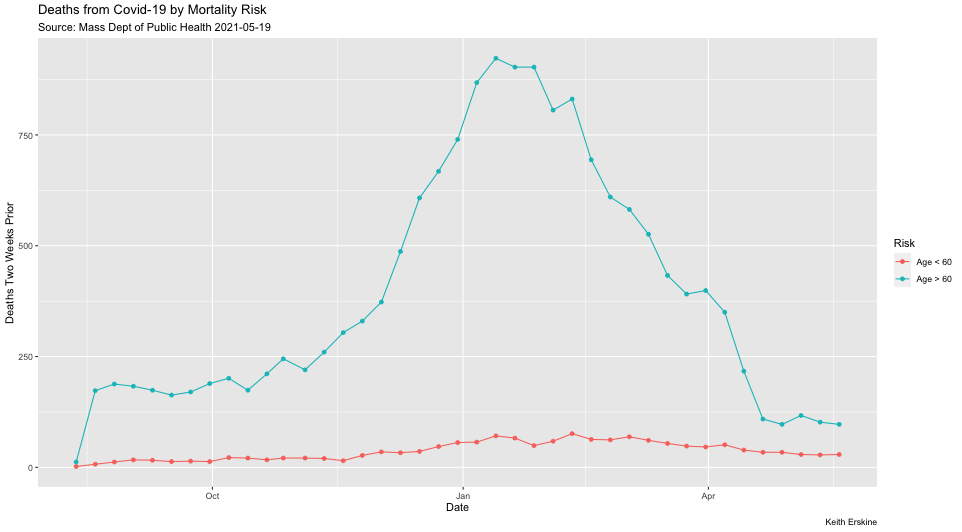 Deaths from Covid-19 by Mortality Risk
Source: Mass Dept of Public Health 2021-05-19
Deaths Two Weeks Prior
750
500
250
0
Oct
Jan
Apr
Date
Risk
Age < 60
Age > 60
Keith Erskine